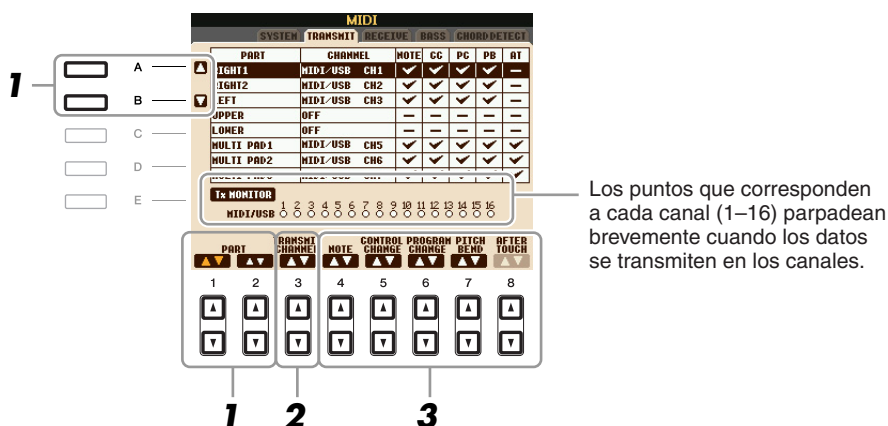 MIDI
SYSTEM TRANSMIT RECEIVE BASS CHORD DETECT
PART CHANNEL NOTE CC PC PB AT
RIGHT1 MIDI/USB CH1 ✓ ✓ ✓ ✓ –
RIGHT2 MIDI/USB CH2 ✓ ✓ ✓ ✓ –
LEFT MIDI/USB CH3 ✓ ✓ ✓ ✓ –
UPPER OFF – – – – –
LOWER OFF – – – – –
MULTI PAD1 MIDI/USB CH5 ✓ ✓ ✓ ✓ ✓
MULTI PAD2 MIDI/USB CH6 ✓ ✓ ✓ ✓ ✓
1
A
B
C
D
E
Tx MONITOR
1 2 3 4 5 6 7 8 9 10 11 12 13 14 15 16
MIDI/USB
Los puntos que corresponden
a cada canal (1–16) parpadean
brevemente cuando los datos
se transmiten en los canales.
PART
TRANSMIT CHANNEL
NOTE
CONTROL CHANGE
PROGRAM CHANGE
PITCH BEND
AFTER TOUCH
1 2 3 4 5 6 7 8
1 2 3